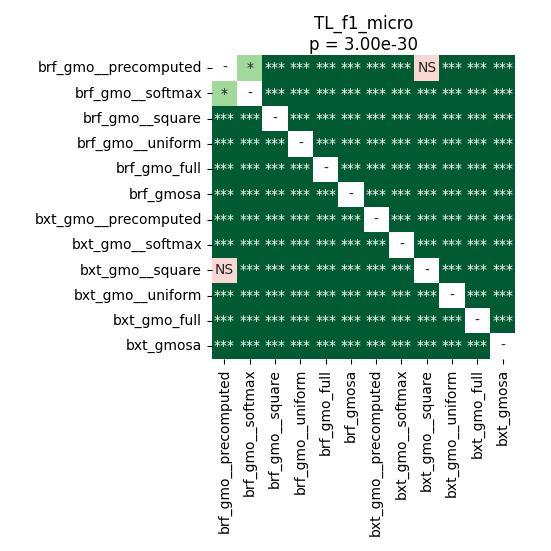 TL_f1_micro
p = 3.00e-30
brf_gmo__precomputed - * *** *** *** *** *** *** NS *** *** ***
brf_gmo__softmax * - *** *** *** *** *** *** *** *** *** ***
brf_gmo__square *** *** - *** *** *** *** *** *** *** *** ***
brf_gmo__uniform *** *** *** - *** *** *** *** *** *** *** ***
brf_gmo_full *** *** *** *** - *** *** *** *** *** *** ***
brf_gmosa *** *** *** *** *** - *** *** *** *** *** ***
bxt_gmo__precomputed *** *** *** *** *** *** - *** *** *** *** ***
bxt_gmo__softmax *** *** *** *** *** *** *** - *** *** *** ***
bxt_gmo__square NS *** *** *** *** *** *** *** - *** *** ***
bxt_gmo__uniform *** *** *** *** *** *** *** *** *** - *** ***
bxt_gmo_full *** *** *** *** *** *** *** *** *** *** - ***
bxt_gmosa *** *** *** *** *** *** *** *** *** *** *** -
brf_gmo__precomputed
brf_gmo__softmax
brf_gmo__square
brf_gmo__uniform
brf_gmo_full
brf_gmosa
bxt_gmo__precomputed
bxt_gmo__softmax
bxt_gmo__square
bxt_gmo__uniform
bxt_gmo_full
bxt_gmosa